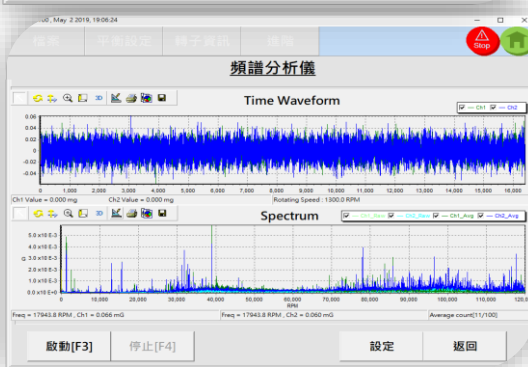 , May 2 2019, 19:06:24
檔案 平衡設定 轉子資訊 進階
Stop
頻譜分析儀
Time Waveform
Ch1 Ch2
0.06
0.04
0.02
0
-0.02
-0.04
0 1,000 2,000 3,000 4,000 5,000 6,000 7,000 8,000 9,000 10,000 11,000 12,000 13,000 14,000 15,000 16,000
Ch1 Value = 0.000 mg Ch2 Value = 0.000 mg Rotating Speed : 1300.0 RPM
Spectrum
Ch1_Avg Ch2_Avg
5.0 x10E-3
4.0 x10E-3
3.0 x10E-3
2.0 x10E-3
1.0 x10E-3
0.0 x10E+0
G
0 10,000 20,000 30,000 40,000 50,000 60,000 70,000 80,000 90,000 100,000 110,000 120,0
RPM
Freq = 17943.8 RPM , Ch1 = 0.066 mG Freq = 17943.8 RPM , Ch2 = 0.060 mG Average count[11/100]
啟動[F3] 停止[F4] 設定 返回